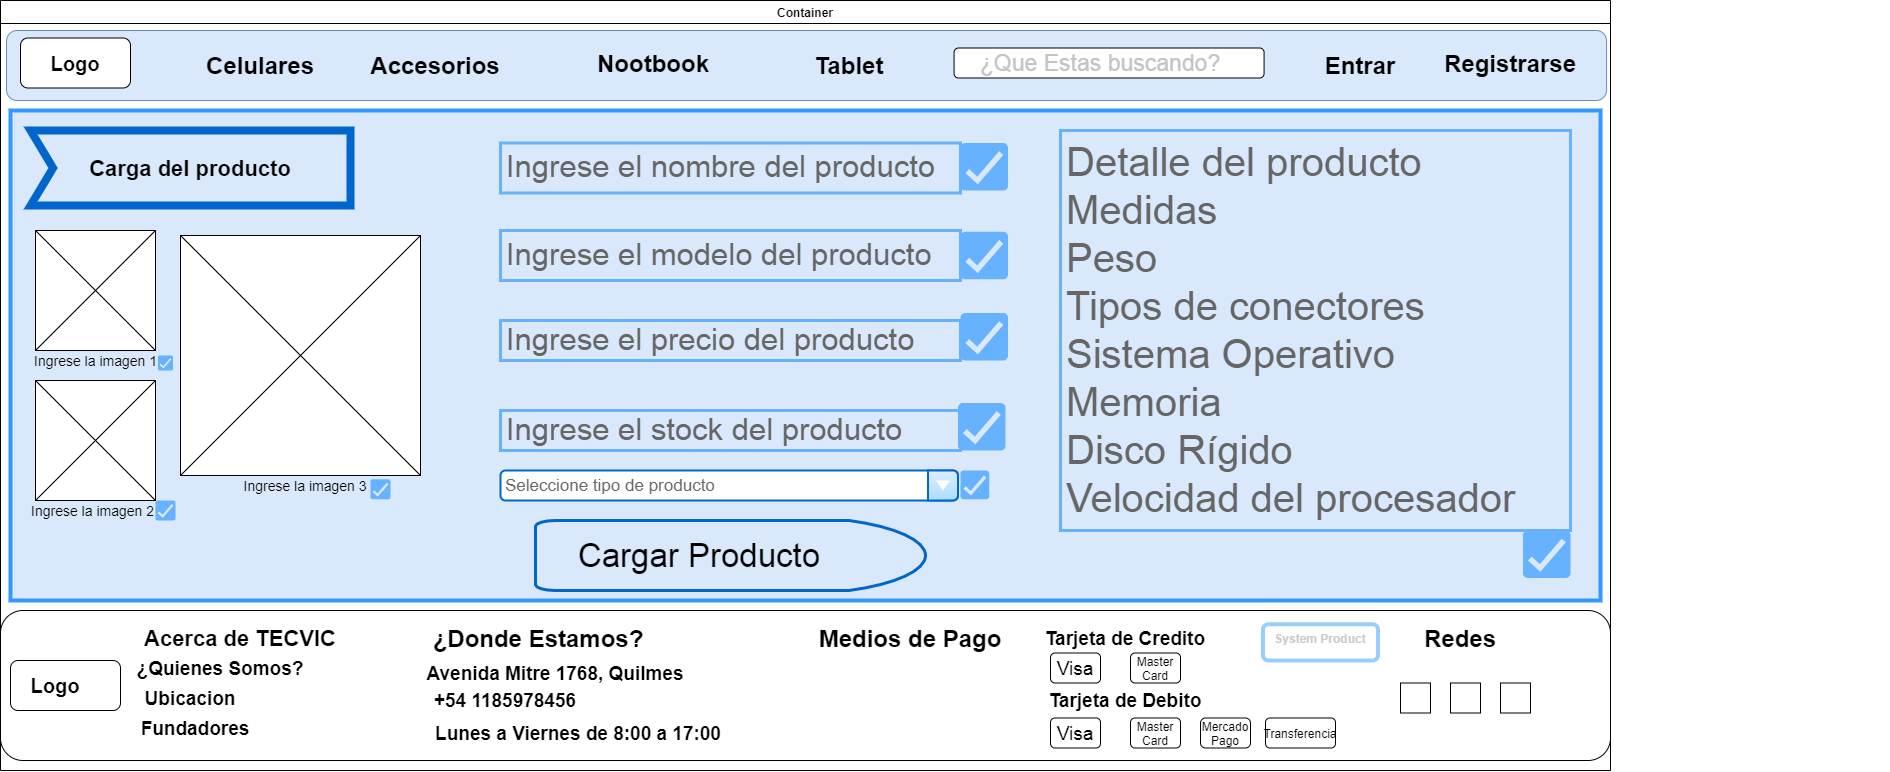 Container
Logo
Celulares
Accesorios
Nootbook
Tablet
¿Que Estas buscando?
Entrar
Registrarse
Carga del producto
Ingrese la imagen 1
Ingrese la imagen 2
Ingrese la imagen 3
Ingrese el nombre del producto
Ingrese el modelo del producto
Ingrese el precio del producto
Ingrese el stock del producto
Seleccione tipo de producto
Cargar Producto
Detalle del producto
Medidas
Peso
Tipos de conectores
Sistema Operativo
Memoria
Disco Rígido
Velocidad del procesador
Logo
Acerca de TECVIC
¿Quienes Somos?
Ubicacion
Fundadores
¿Donde Estamos?
Avenida Mitre 1768, Quilmes
+54 1185978456
Lunes a Viernes de 8:00 a 17:00
Medios de Pago
Tarjeta de Credito
Visa
Master
Card
Tarjeta de Debito
Visa
Master
Card
Mercado
Pago
Transferencia
System Product
Redes